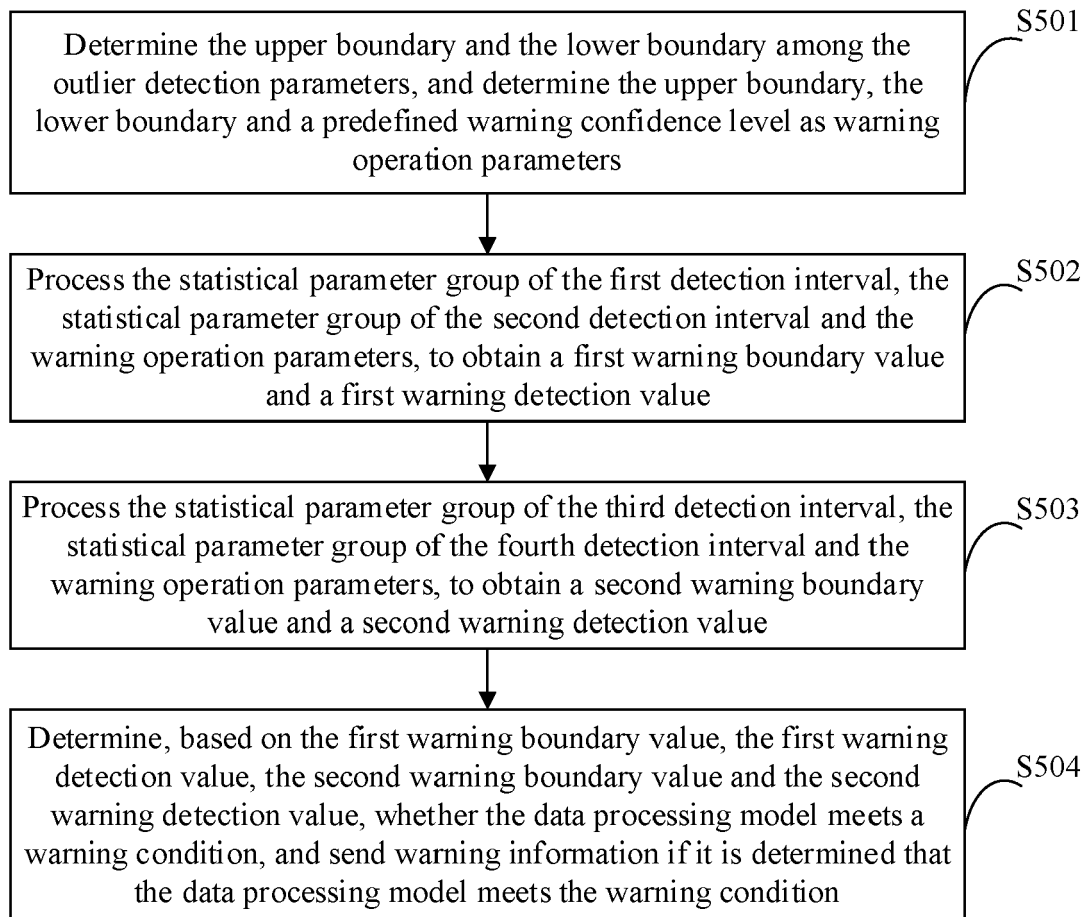 S501
Determine the upper boundary and the lower boundary among the
outlier detection parameters, and determine the upper boundary, the
lower boundary and a predefined warning confidence level as warning
operation parameters
S502
Process the statistical parameter group of the first detection interval, the
statistical parameter group of the second detection interval and the
warning operation parameters, to obtain a first warning boundary value
and a first warning detection value
S503
Process the statistical parameter group of the third detection interval, the
statistical parameter group of the fourth detection interval and the
warning operation parameters, to obtain a second warning boundary
value and a second warning detection value
S504
Determine, based on the first warning boundary value, the first warning
detection value, the second warning boundary value and the second
warning detection value, whether the data processing model meets a
warning condition, and send warning information if it is determined that
the data processing model meets the warning condition